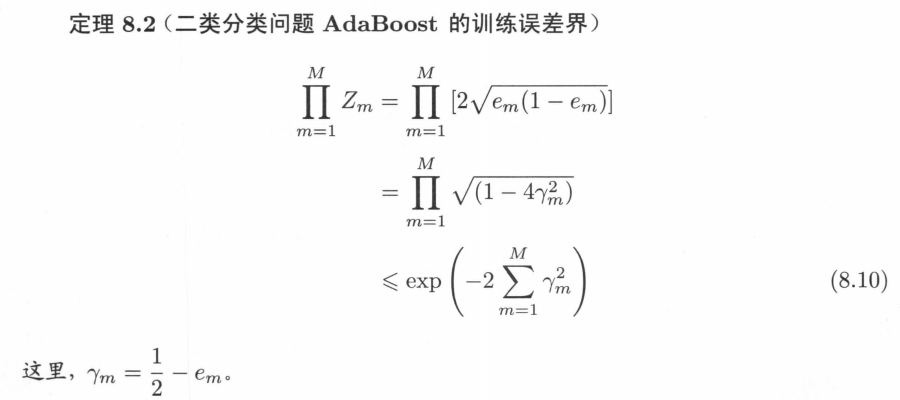 定理 8.2（二类分类问题 AdaBoost 的训练误差界）
$$\prod_{m=1}^{M} Z_m = \prod_{m=1}^{M} [2\sqrt{e_m(1-e_m)}]$$
$$= \prod_{m=1}^{M} \sqrt{(1-4\gamma_m^2)}$$
$$\leqslant \exp\left(-2\sum_{m=1}^{M} \gamma_m^2\right) \quad (8.10)$$
这里，$\gamma_m = \frac{1}{2} - e_m$。